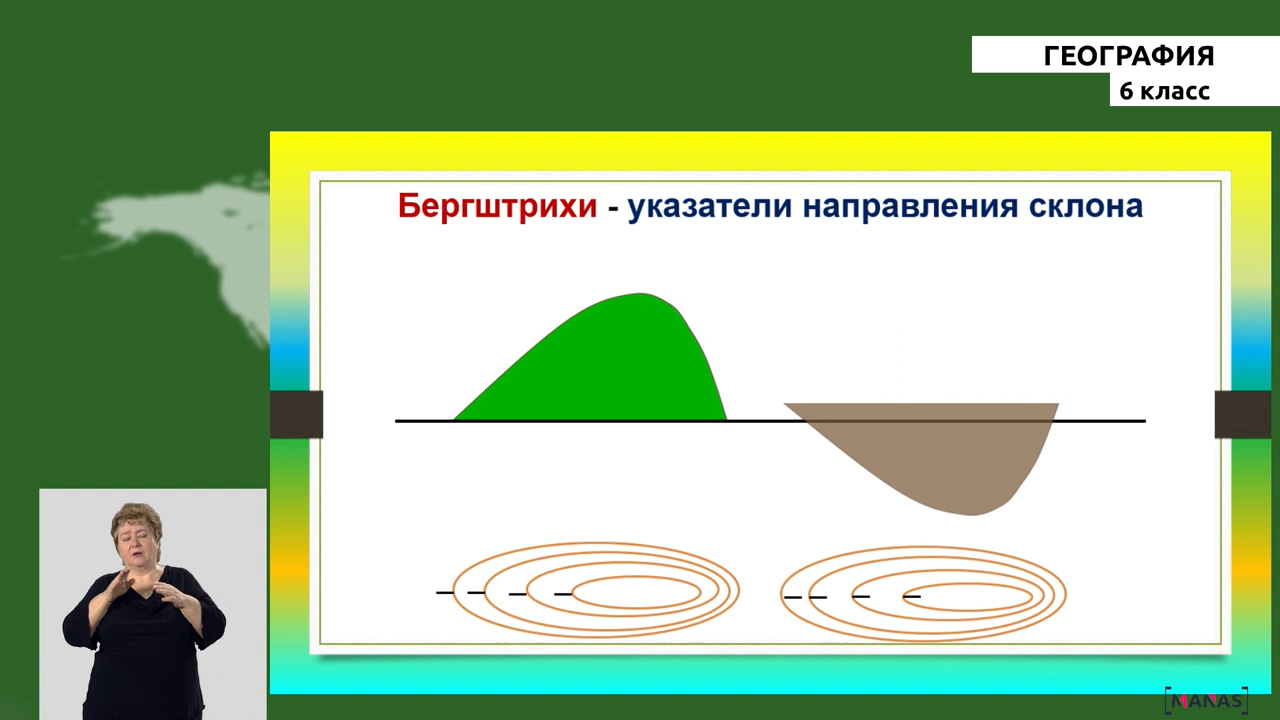 ГЕОГРАФИЯ
6 класс
Бергштрихи - указатели направления склона
[MANAS]